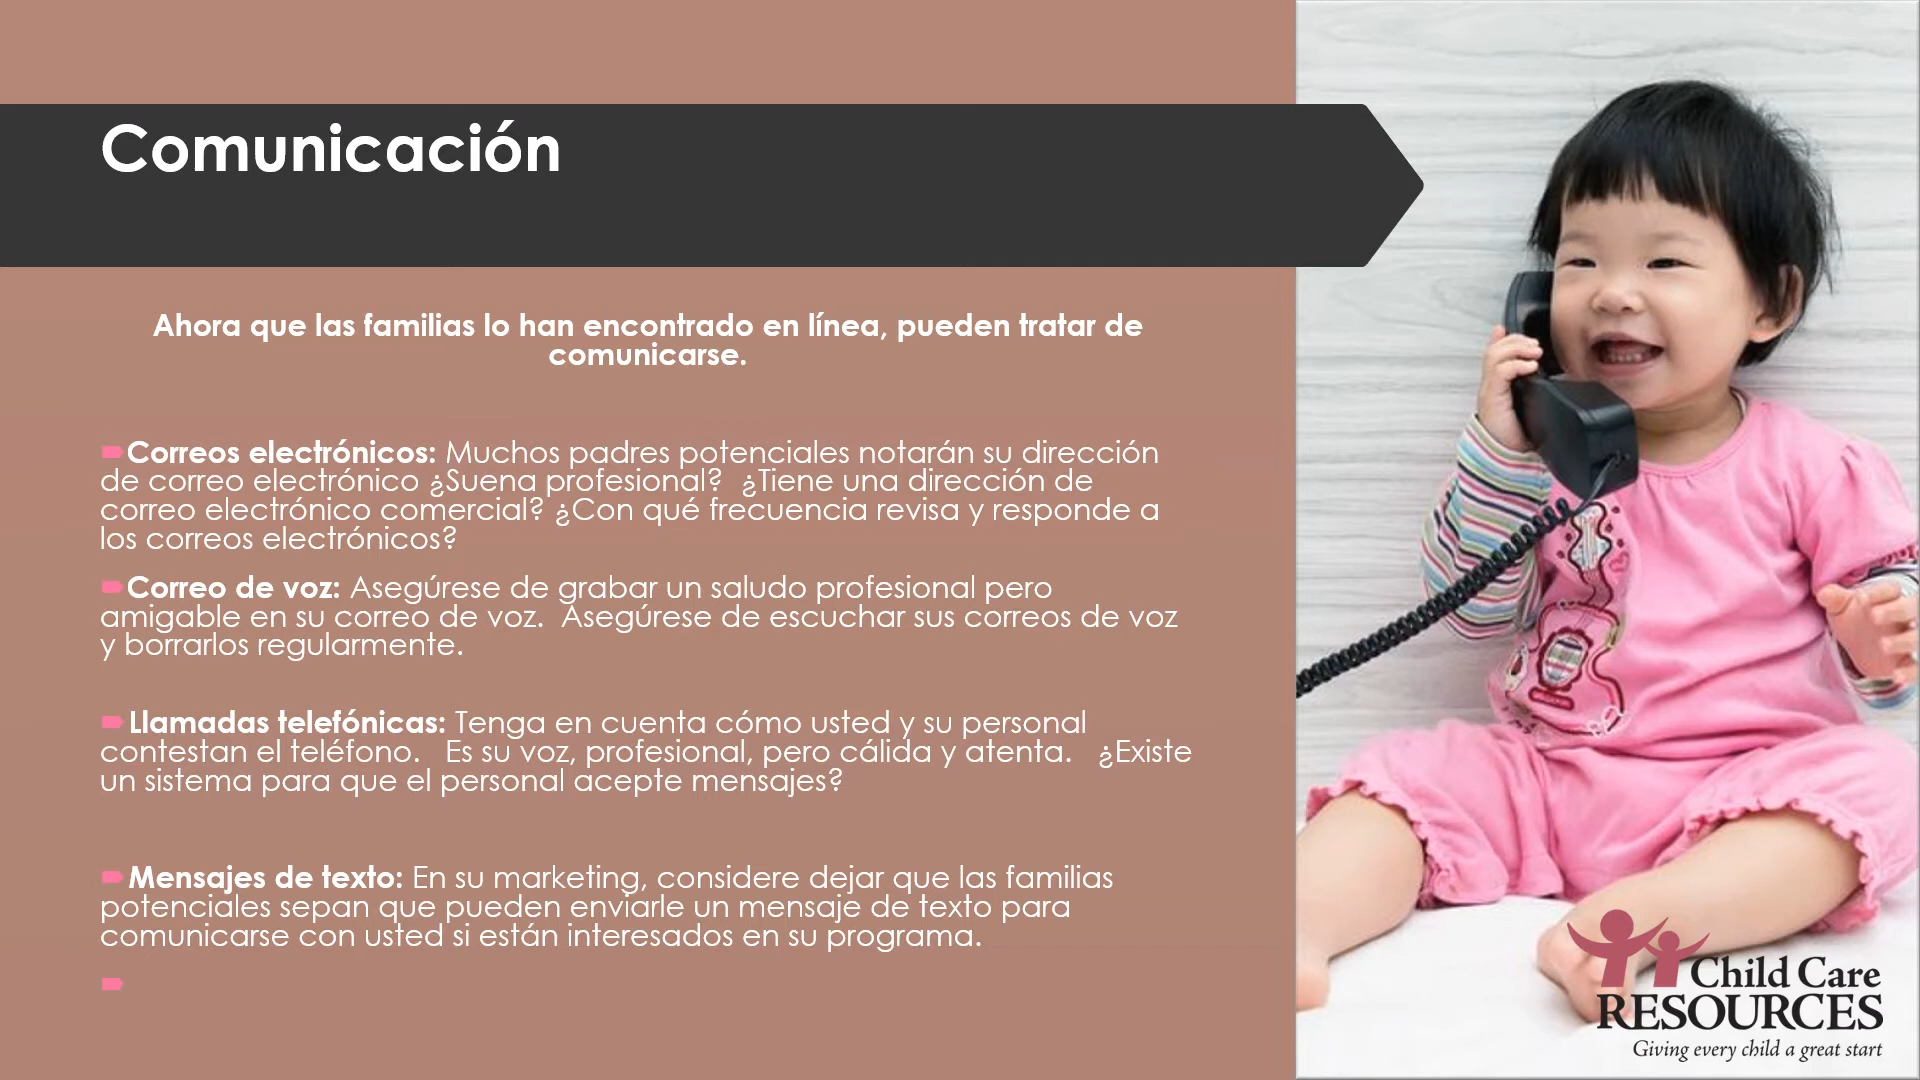 Comunicación
Ahora que las familias lo han encontrado en línea, pueden tratar de
comunicarse.
Correos electrónicos: Muchos padres potenciales notarán su dirección
de correo electrónico ¿Suena profesional?  ¿Tiene una dirección de
correo electrónico comercial? ¿Con qué frecuencia revisa y responde a
los correos electrónicos?
Correo de voz: Asegúrese de grabar un saludo profesional pero
amigable en su correo de voz.  Asegúrese de escuchar sus correos de voz
y borrarlos regularmente.
Llamadas telefónicas: Tenga en cuenta cómo usted y su personal
contestan el teléfono.   Es su voz, profesional, pero cálida y atenta.   ¿Existe
un sistema para que el personal acepte mensajes?
Mensajes de texto: En su marketing, considere dejar que las familias
potenciales sepan que pueden enviarle un mensaje de texto para
comunicarse con usted si están interesados en su programa.
Child Care
RESOURCES
Giving every child a great start